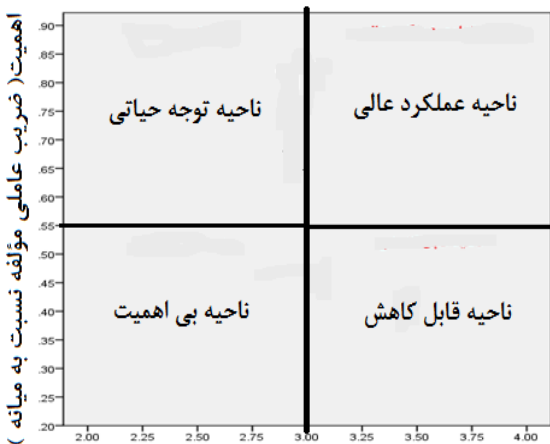 اهمیت( ضریب عاملی مؤلفه نسبت به میانه )
.90
.85
.80
.75
.70
.65
.60
.55
.50
.45
.40
.35
.30
.25
.20
ناحیه عملکرد عالی
ناحیه توجه حیاتی
ناحیه قابل کاهش
ناحیه بی اهمیت
2.00 2.25 2.50 2.75 3.00 3.25 3.50 3.75 4.00